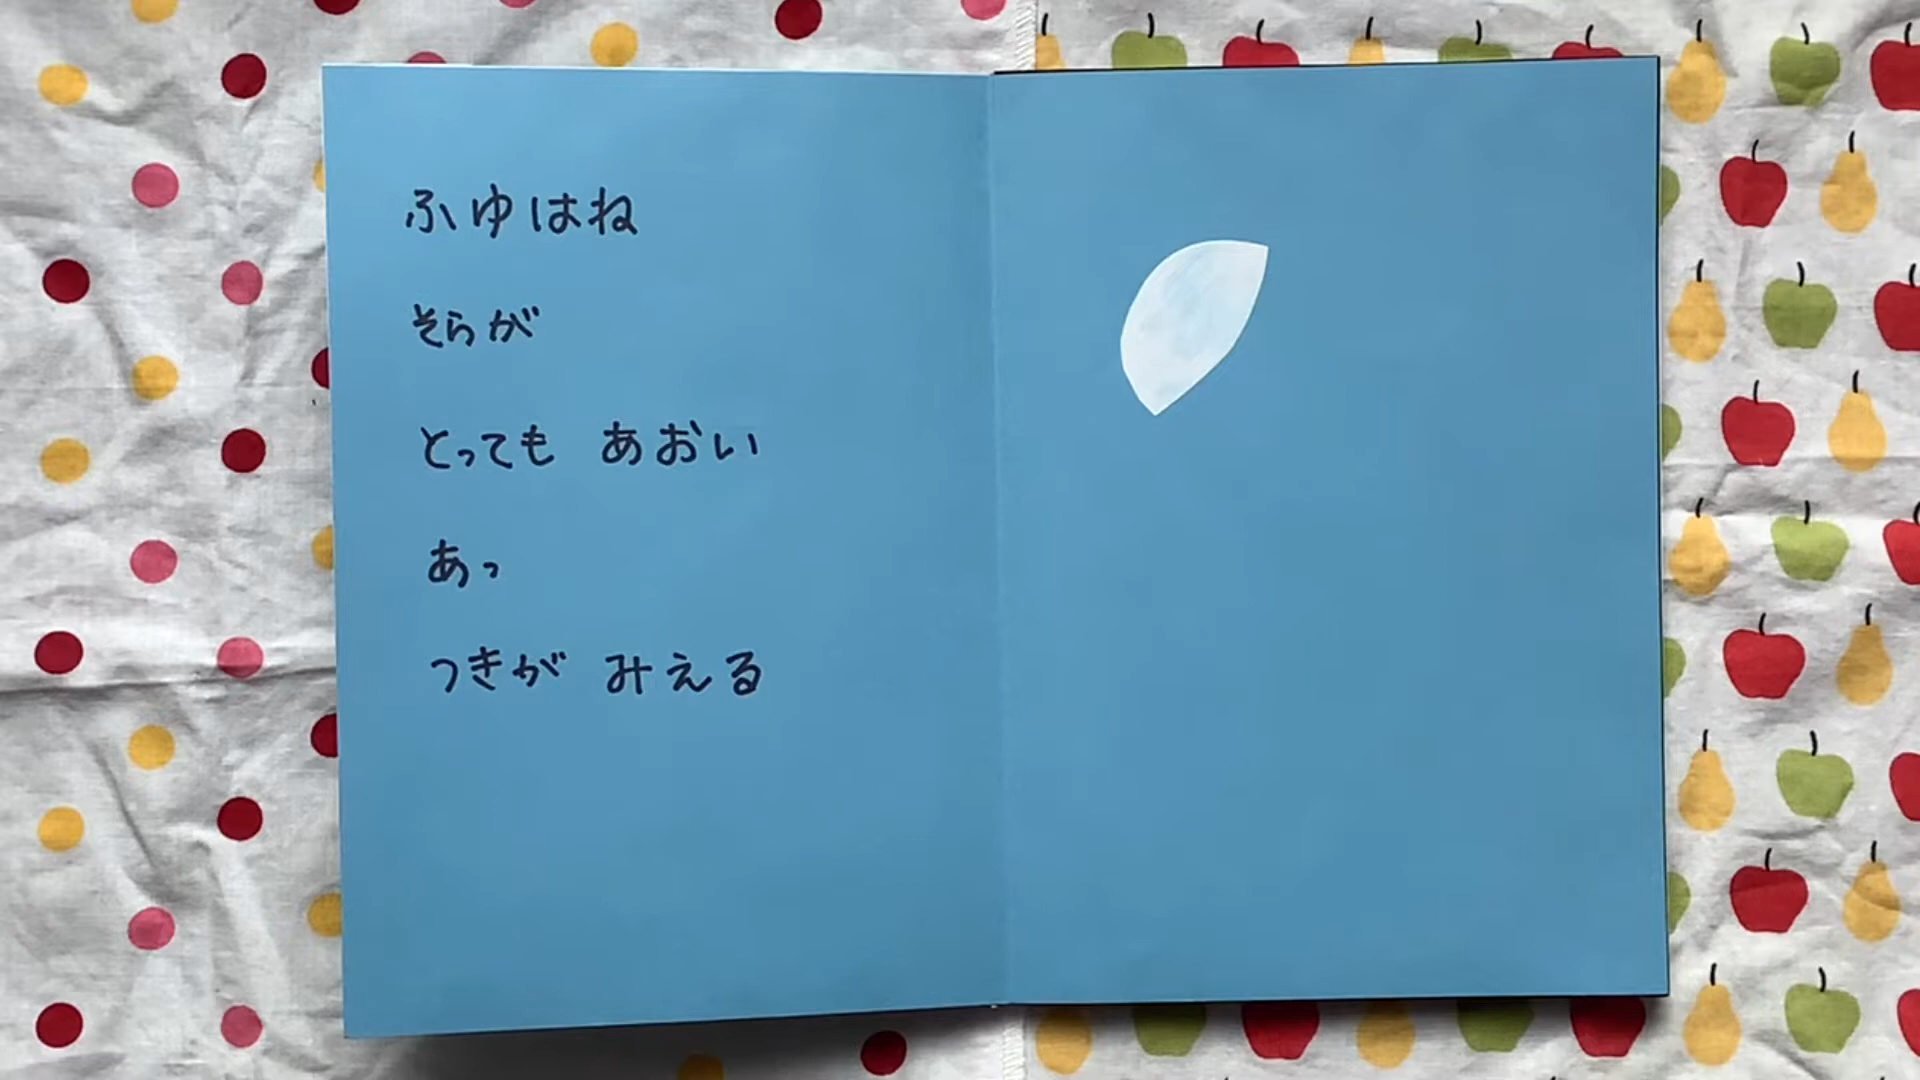 ふゆはね
そらが
とっても あおい
あっ
つきが みえる